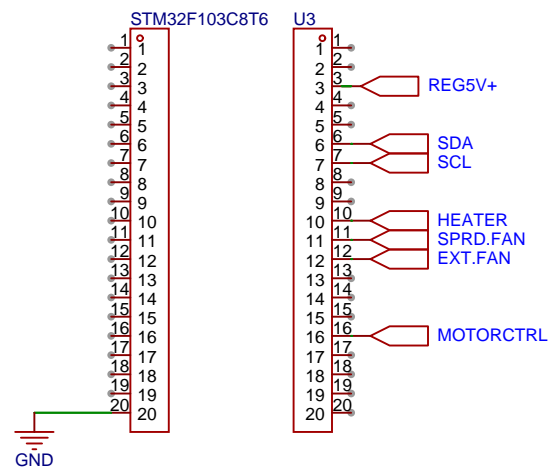 STM32F103C8T6 U3
1 1 1 1
2 2 2 2
3 3 3 3 REG5V+
4 4 4 4
5 5 5 5
6 6 6 6 SDA
7 7 7 7 SCL
8 8 8 8
9 9 9 9
10 10 10 10 HEATER
11 11 11 11 SPRD.FAN
12 12 12 12 EXT.FAN
13 13 13 13
14 14 14 14
15 15 15 15
16 16 16 16 MOTORCTRL
17 17 17 17
18 18 18 18
19 19 19 19
20 20 20 20
GND